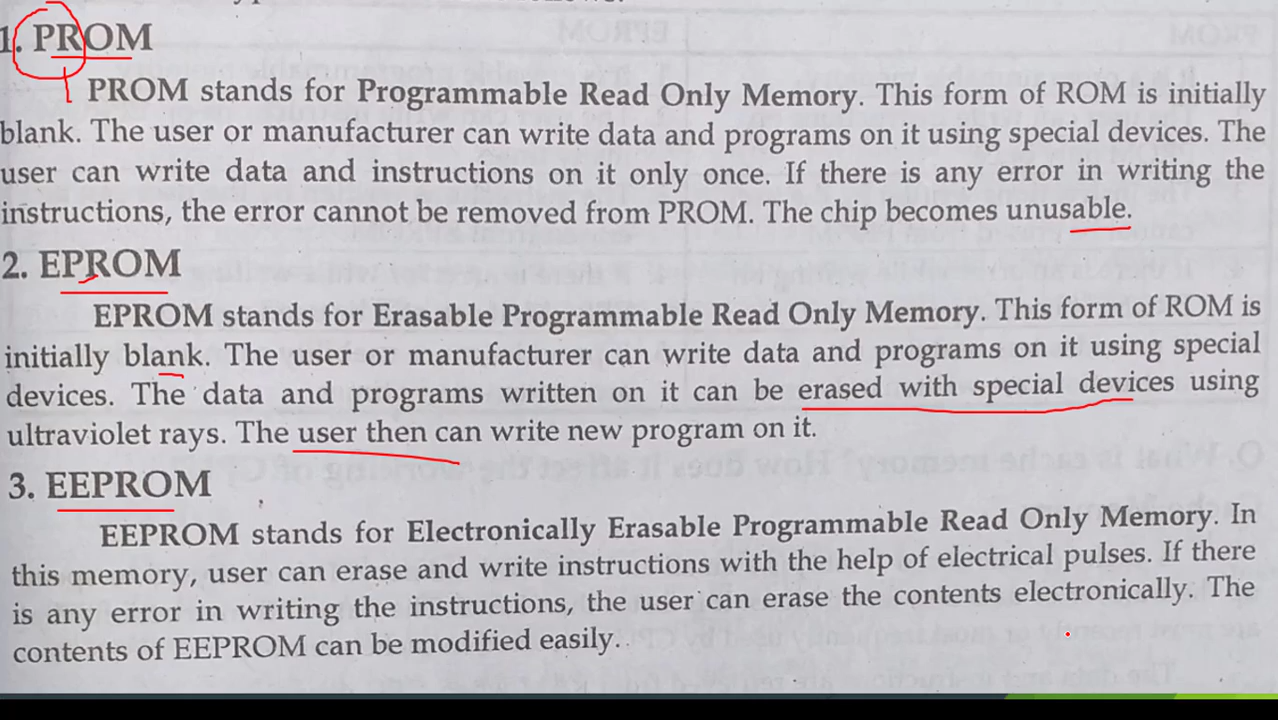 1. PROM
PROM stands for Programmable Read Only Memory. This form of ROM is initially
blank. The user or manufacturer can write data and programs on it using special devices. The
user can write data and instructions on it only once. If there is any error in writing the
instructions, the error cannot be removed from PROM. The chip becomes unusable.
2. EPROM
EPROM stands for Erasable Programmable Read Only Memory. This form of ROM is
initially blank. The user or manufacturer can write data and programs on it using special
devices. The data and programs written on it can be erased with special devices using
ultraviolet rays. The user then can write new program on it.
3. EEPROM
EEPROM stands for Electronically Erasable Programmable Read Only Memory. In
this memory, user can erase and write instructions with the help of electrical pulses. If there
is any error in writing the instructions, the user can erase the contents electronically. The
contents of EEPROM can be modified easily.